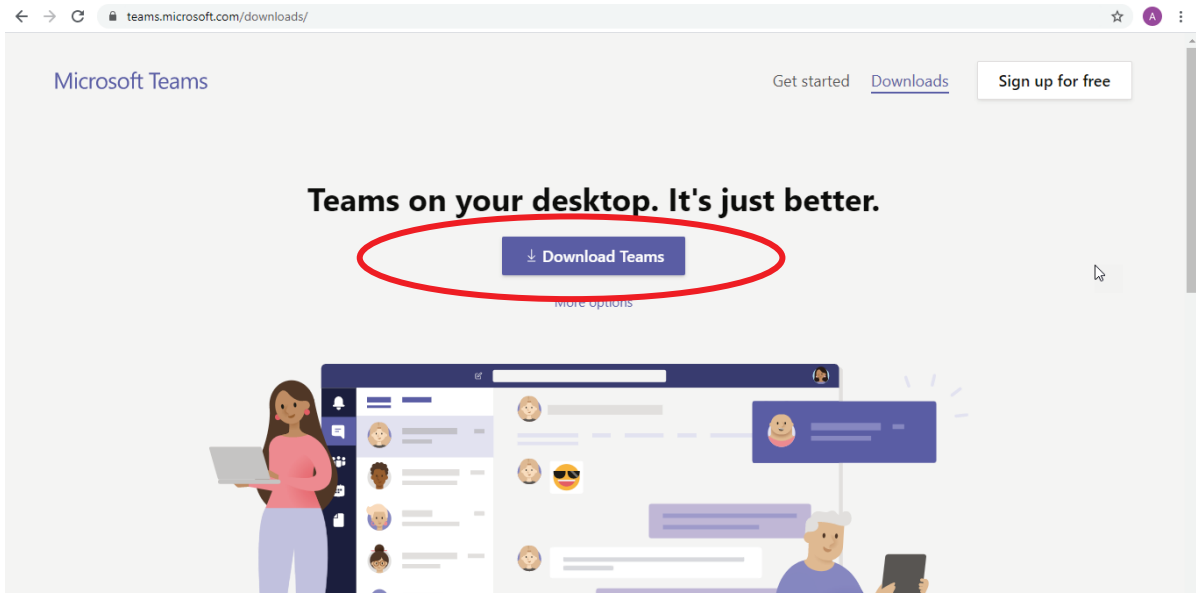 teams.microsoft.com/downloads/
A
Microsoft Teams
Get started Downloads Sign up for free
Teams on your desktop. It's just better.
Download Teams
More options